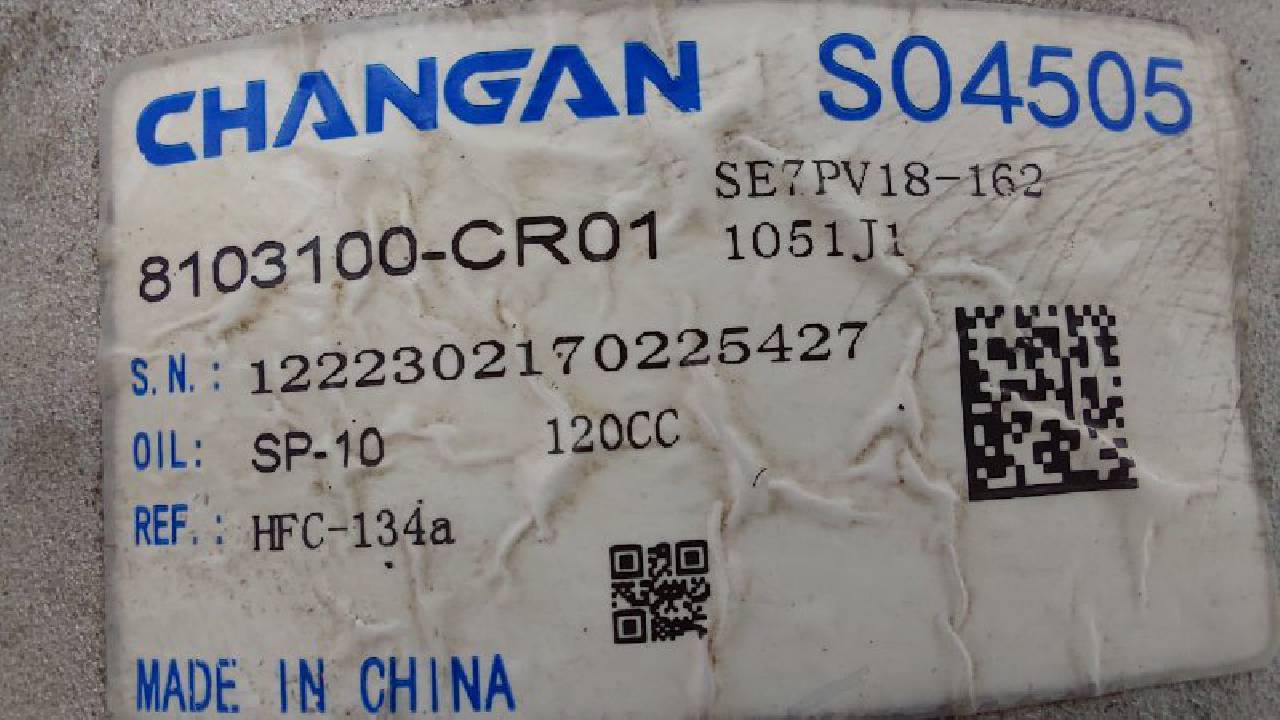 CHANGAN S04505
SE7PV18-162
8103100-CR01 1051J1
S.N.: 1222302170225427
OIL: SP-10 120CC
REF.: HFC-134a
MADE IN CHINA